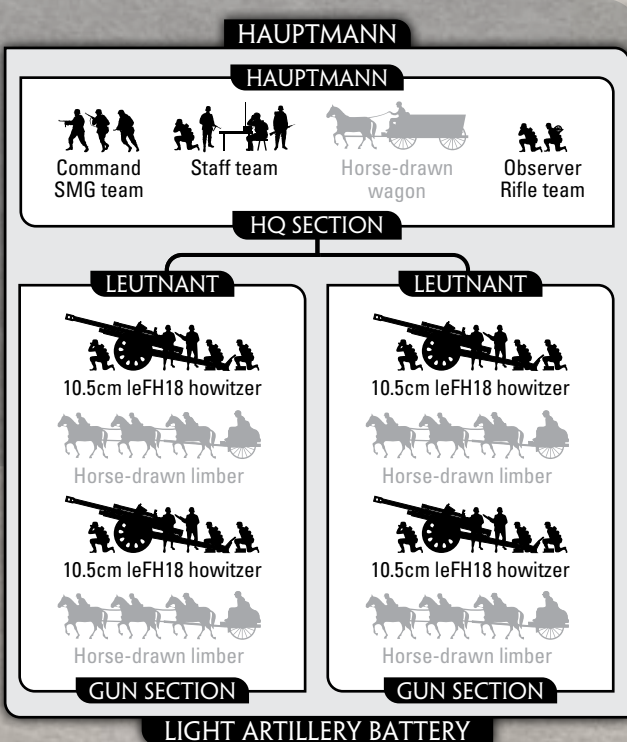 HAUPTMANN
HAUPTMANN
Command
SMG team
Staff team
Horse-drawn
wagon
Observer
Rifle team
HQ SECTION
LEUTNANT
10.5cm leFH18 howitzer
Horse-drawn limber
10.5cm leFH18 howitzer
Horse-drawn limber
GUN SECTION
LEUTNANT
10.5cm leFH18 howitzer
Horse-drawn limber
10.5cm leFH18 howitzer
Horse-drawn limber
GUN SECTION
LIGHT ARTILLERY BATTERY